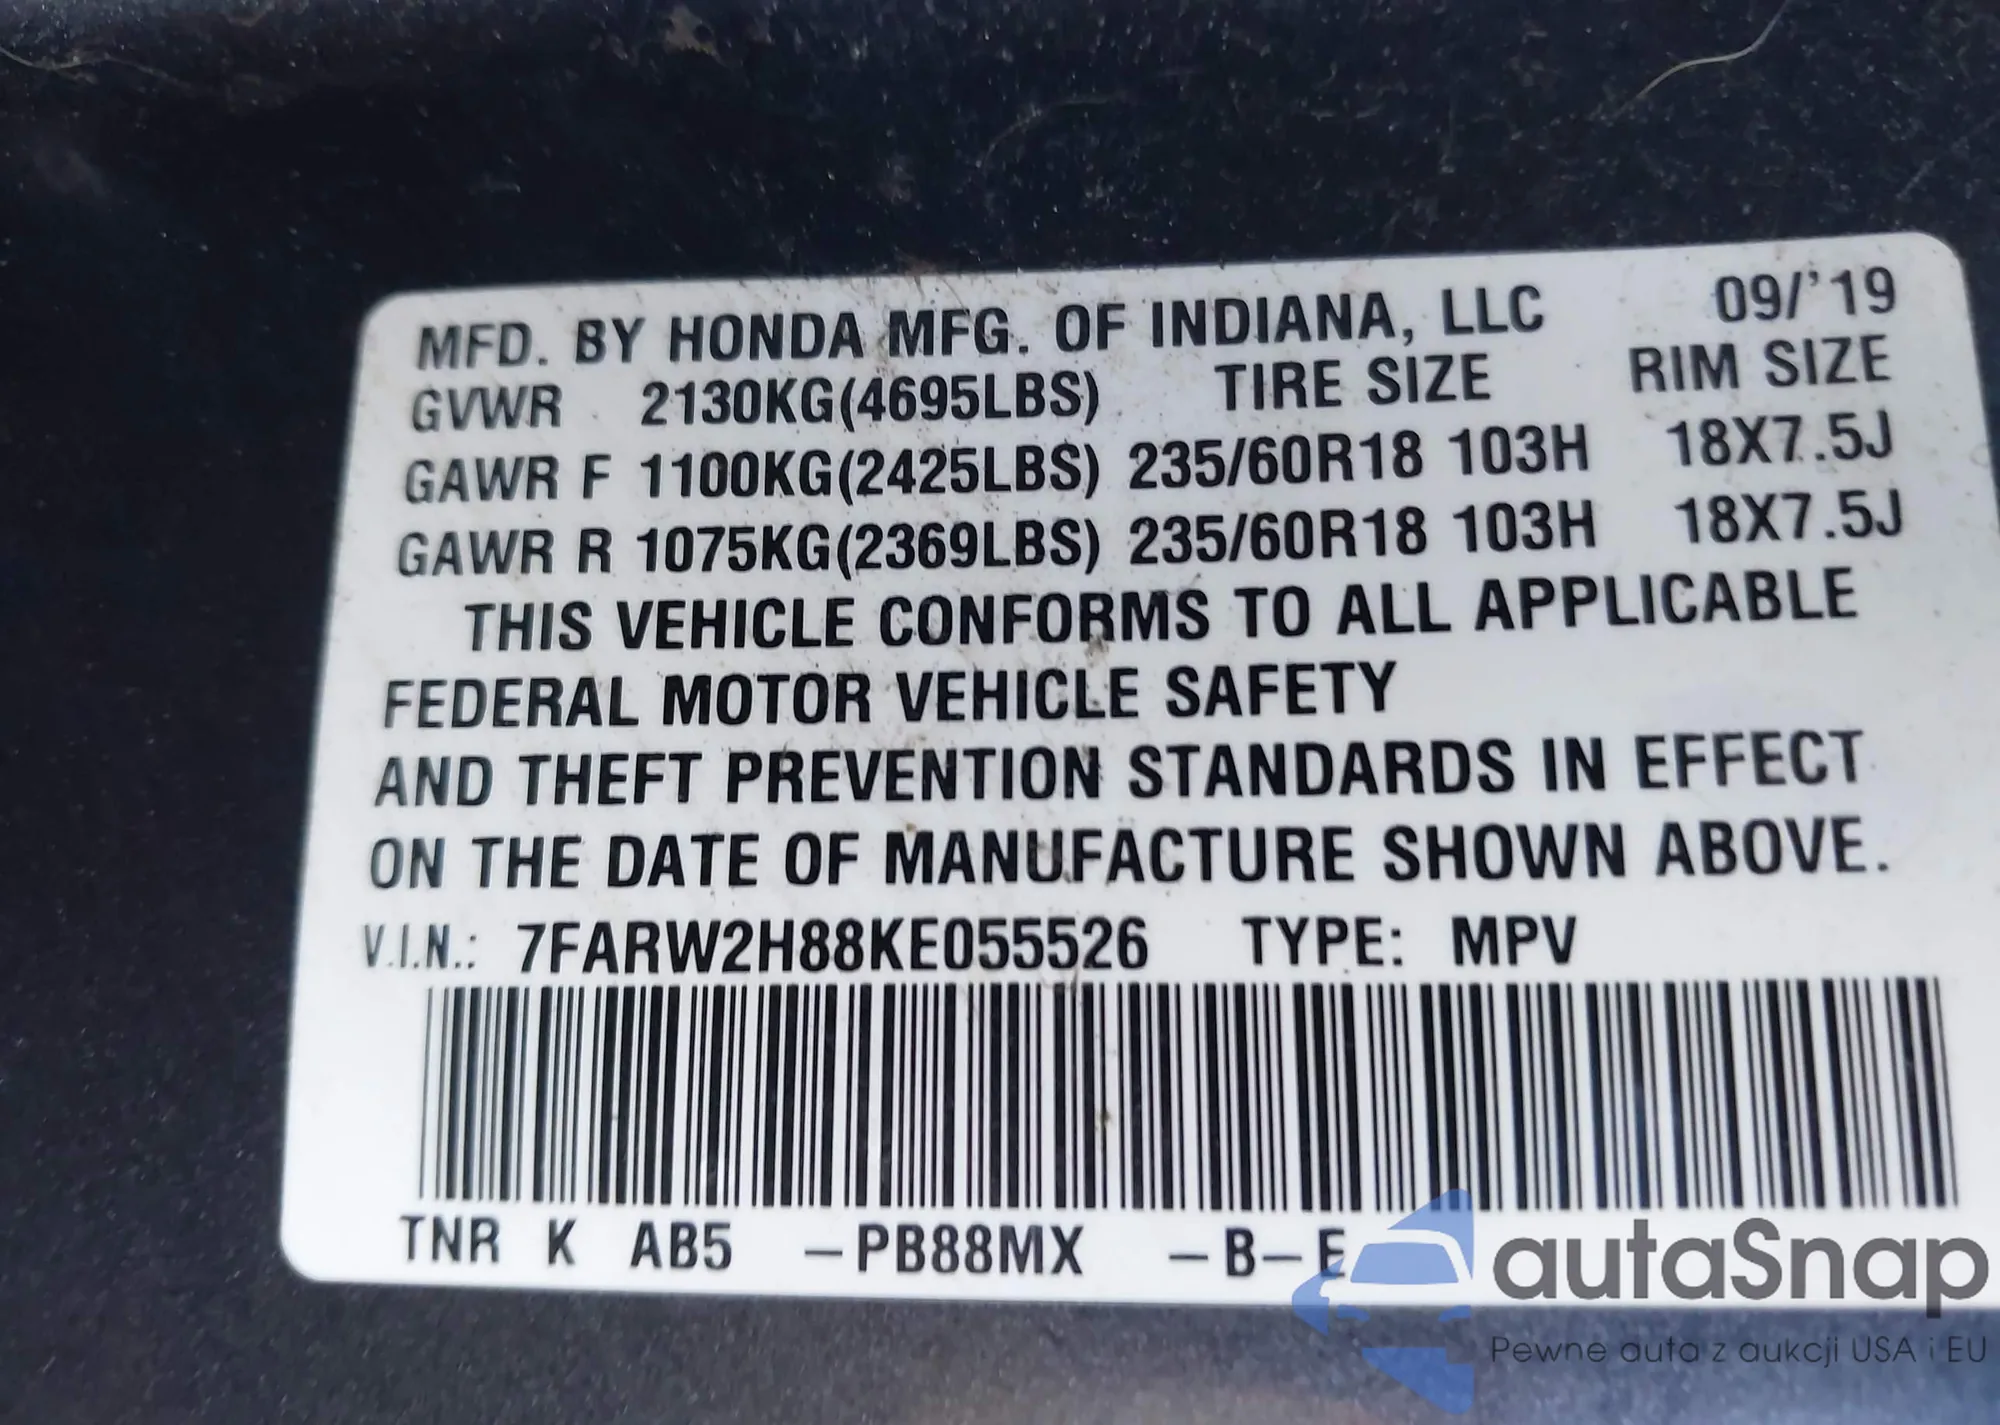 MFD. BY HONDA MFG. OF INDIANA, LLC 09/'19
GVWR 2130KG(4695LBS) TIRE SIZE RIM SIZE
GAWR F 1100KG(2425LBS) 235/60R18 103H 18X7.5J
GAWR R 1075KG(2369LBS) 235/60R18 103H 18X7.5J
THIS VEHICLE CONFORMS TO ALL APPLICABLE
FEDERAL MOTOR VEHICLE SAFETY
AND THEFT PREVENTION STANDARDS IN EFFECT
ON THE DATE OF MANUFACTURE SHOWN ABOVE.
V.I.N.: 7FARW2H88KE055526 TYPE: MPV
TNR K AB5 –PB88MX –B–E
autaSnap
Pewne auta z aukcji USA i EU